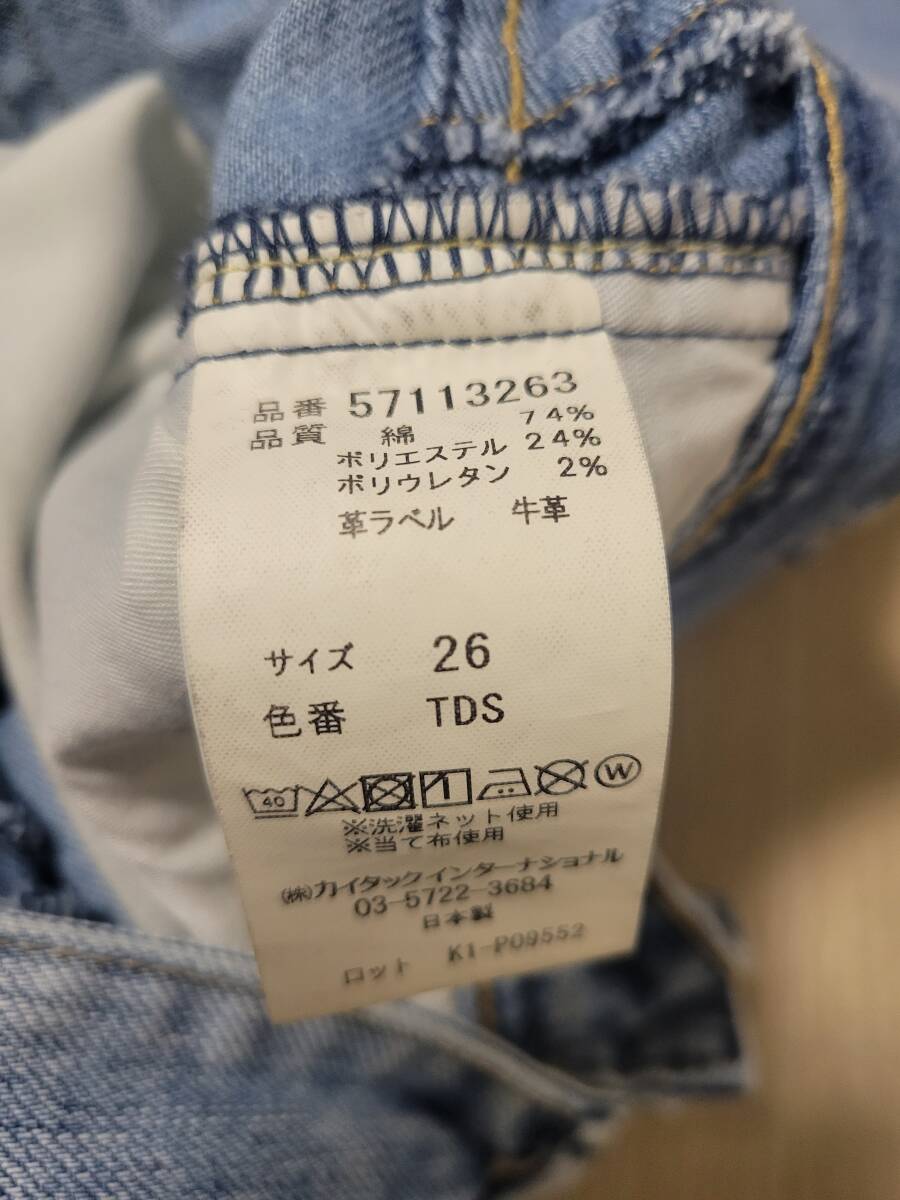 品番 57113263
品質 綿 74%
ポリエステル 24%
ポリウレタン 2%
革ラベル 牛革
サイズ 26
色番 TDS
40 W
※洗濯ネット使用
※当て布使用
㈱カイタックインターナショナル
03-5722-3684
日本製
ロット K1-P09552